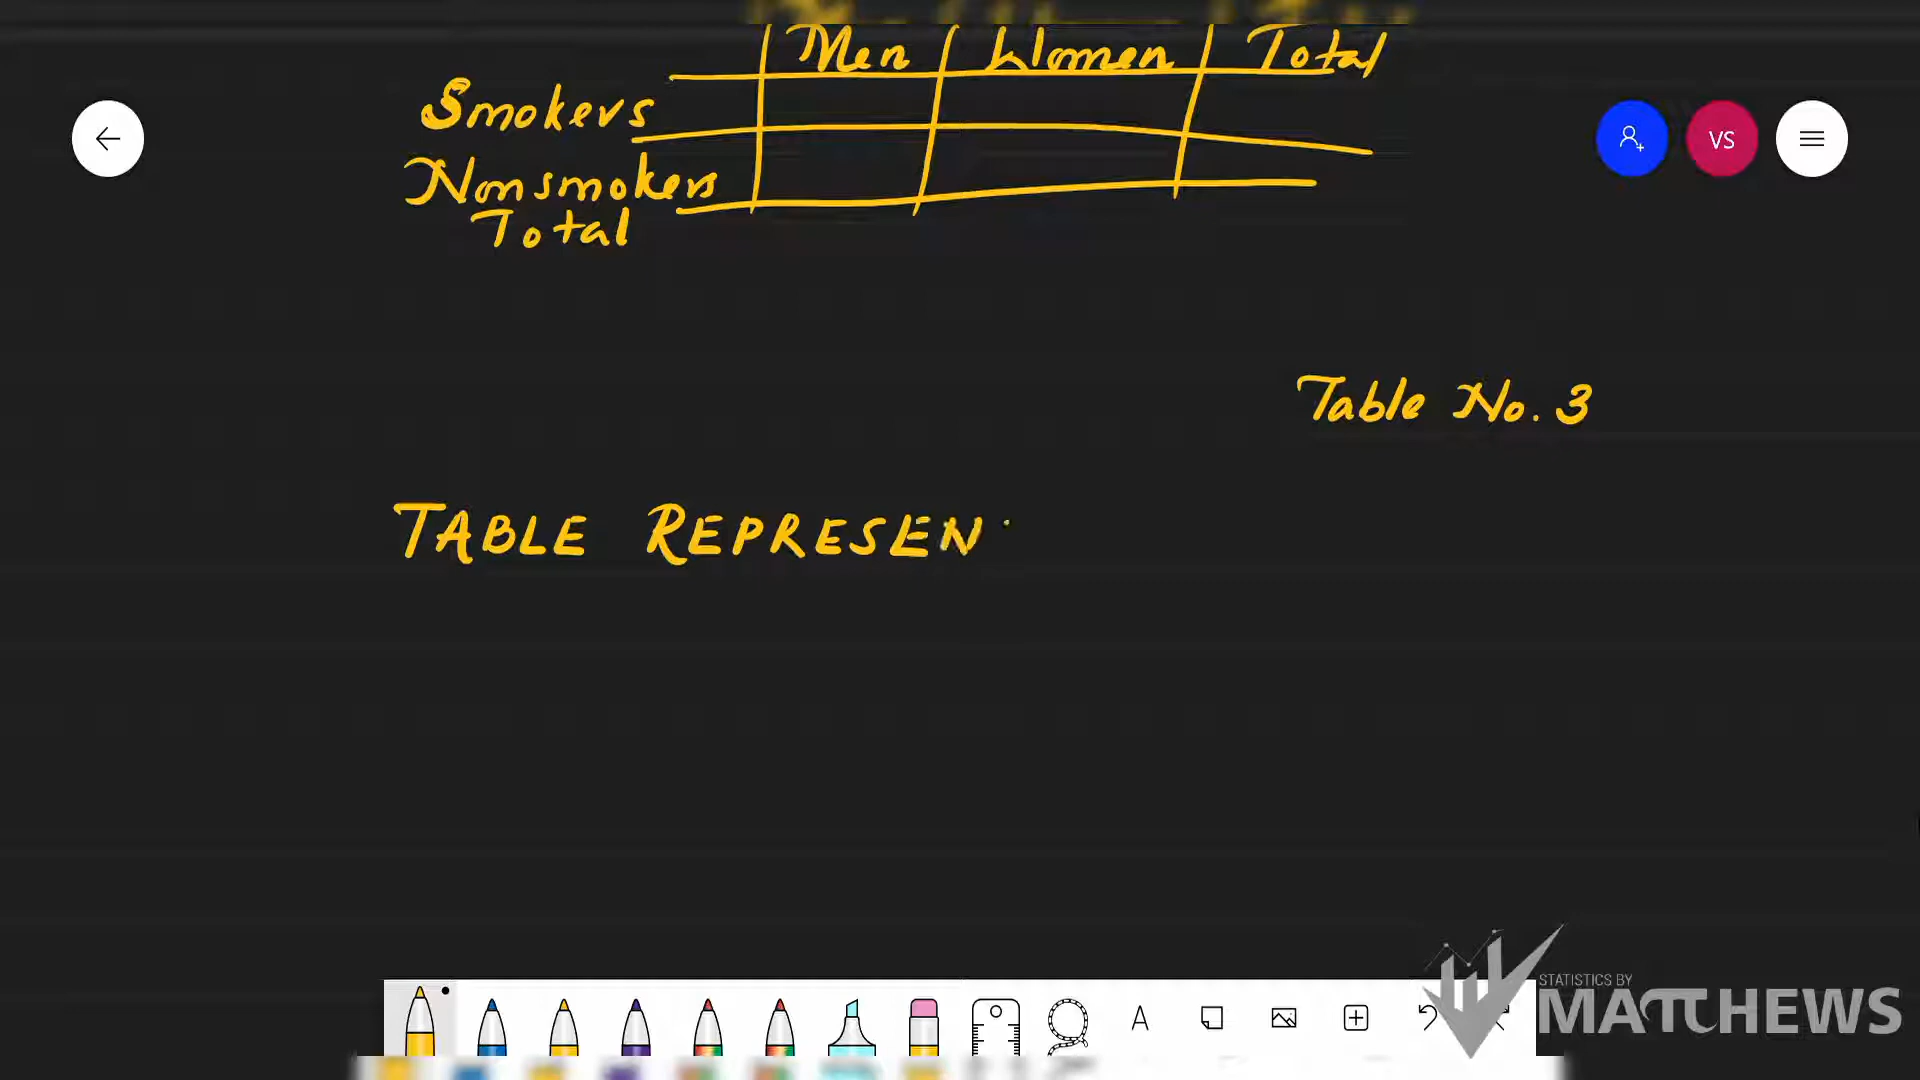 Men Women Total
Smokers
Nonsmokers
Total
VS
Table No. 3
TABLE REPRESEN
A
STATISTICS BY
MATTHEWS